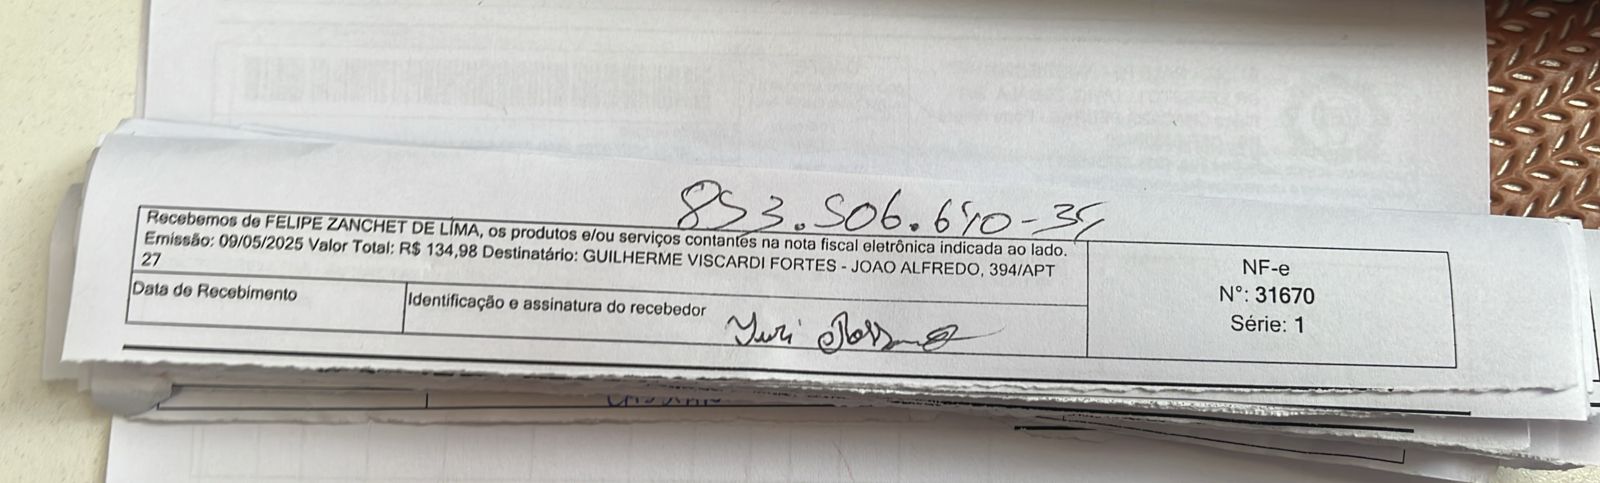 853.506.640-34
Recebemos de FELIPE ZANCHET DE LIMA, os produtos e/ou serviços contantes na nota fiscal eletrônica indicada ao lado.
Emissão: 09/05/2025 Valor Total: R$ 134,98 Destinatário: GUILHERME VISCARDI FORTES - JOAO ALFREDO, 394/APT
27
Data de Recebimento
Identificação e assinatura do recebedor
Yuri
NF-e
N°: 31670
Série: 1